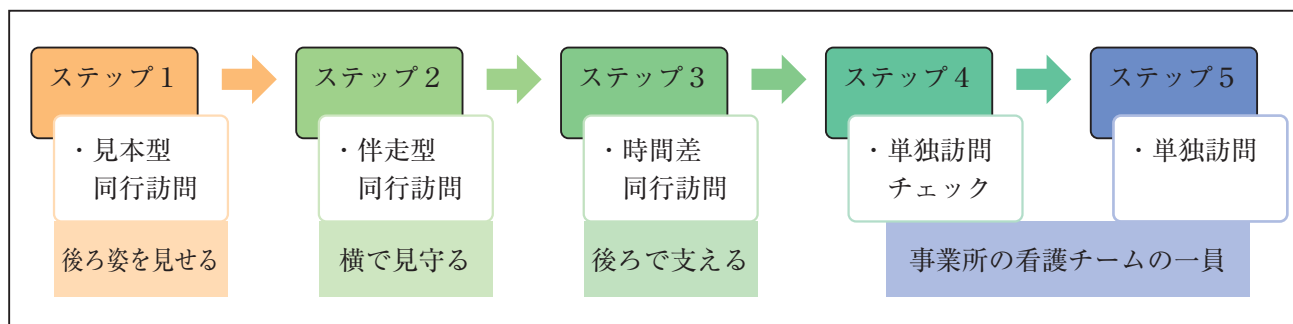 ステップ1
・見本型
同行訪問
後ろ姿を見せる
ステップ2
・伴走型
同行訪問
横で見守る
ステップ3
・時間差
同行訪問
後ろで支える
ステップ4
・単独訪問
チェック
ステップ5
・単独訪問
事業所の看護チームの一員